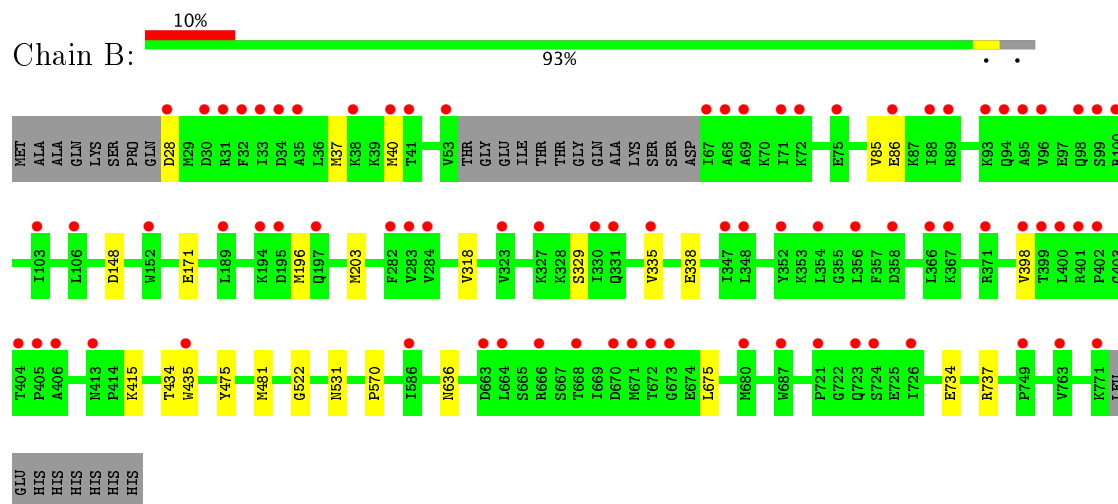 10%
Chain B:
93%
MET ALA ALA GLN LYS SER PRO GLN D28 M29 D30 R31 F32 I33 D34 A35 L36 M37 K38 K39 M40 T41 V53 THR GLY GLU ILE THR THR GLY GLN ALA LYS SER SER ASP I67 A68 A69 K70 I71 K72 E75 V85 E86 K87 I88 R89 K93 Q94 A95 V96 E97 Q98 S99 R100
I103 L106 W152 D148 E171 L189 K194 D195 M196 Q197 M203 F282 V283 V284 V318 V323 K327 K328 S329 I330 Q331 V335 E338 I347 L348 Y352 K353 L354 G355 L356 F357 D358 L366 K367 R371 V398 T399 L400 R401 P402 G403
T404 P405 A406 N413 P414 K415 T434 W435 Y475 M481 G522 N531 P570 I586 N636 D663 L664 S665 R666 S667 T668 I669 D670 M671 T672 G673 E674 L675 M680 W687 P721 G722 Q723 S724 E725 I726 E734 R737 P749 V763 K771 LEU
GLU HIS HIS HIS HIS HIS HIS